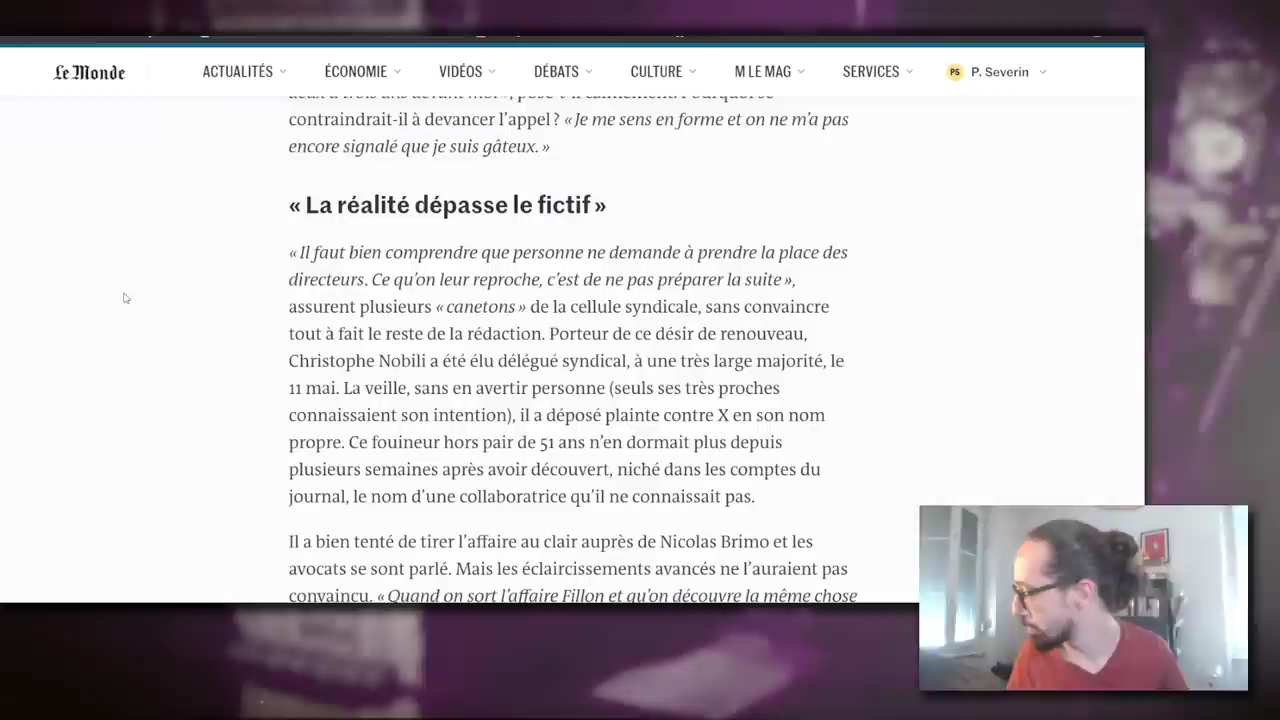 Le Monde
ACTUALITÉS
ÉCONOMIE
VIDÉOS
DÉBATS
CULTURE
M LE MAG
SERVICES
PS P. Severin
contraindrait-il à devancer l'appel ? « Je me sens en forme et on ne m'a pas
encore signalé que je suis gâteux. »
« La réalité dépasse le fictif »
« Il faut bien comprendre que personne ne demande à prendre la place des
directeurs. Ce qu'on leur reproche, c'est de ne pas préparer la suite »,
assurent plusieurs « canetons » de la cellule syndicale, sans convaincre
tout à fait le reste de la rédaction. Porteur de ce désir de renouveau,
Christophe Nobili a été élu délégué syndical, à une très large majorité, le
11 mai. La veille, sans en avertir personne (seuls ses très proches
connaissaient son intention), il a déposé plainte contre X en son nom
propre. Ce fouineur hors pair de 51 ans n'en dormait plus depuis
plusieurs semaines après avoir découvert, niché dans les comptes du
journal, le nom d'une collaboratrice qu'il ne connaissait pas.
Il a bien tenté de tirer l'affaire au clair auprès de Nicolas Brimo et les
avocats se sont parlé. Mais les éclaircissements avancés ne l'auraient pas
convaincu. « Quand on sort l'affaire Fillon et qu'on découvre la même chose